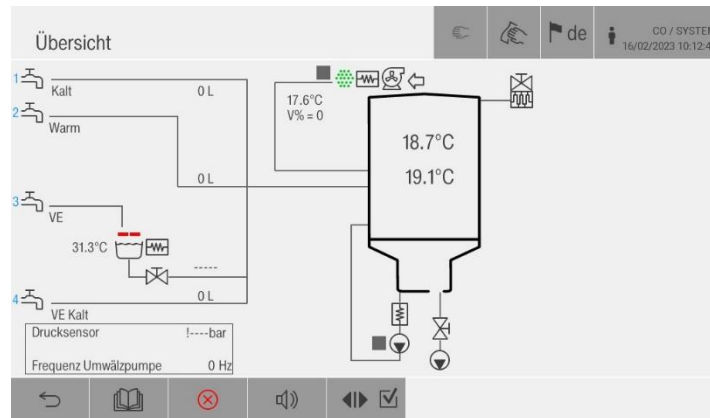 Übersicht
de
CO / SYSTEM
16/02/2023 10:12:4
1
Kalt
0 L
2
Warm
0 L
3
VE
31.3°C
-----
4
0 L
VE Kalt
Drucksensor !----bar
Frequenz Umwälzpumpe 0 Hz
17.6°C
V% = 0
18.7°C
19.1°C